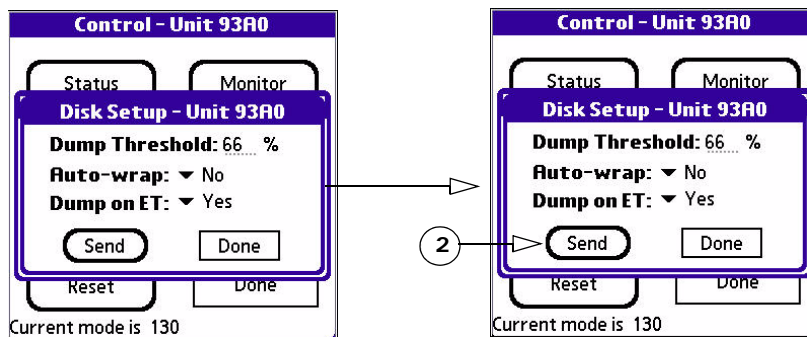 Control - Unit 93A0
Status Monitor
Disk Setup - Unit 93A0
Dump Threshold: 66 %
Auto-wrap: No
Dump on ET: Yes
Send Done
Reset Done
Current mode is 130
Control - Unit 93A0
Status Monitor
Disk Setup - Unit 93A0
Dump Threshold: 66 %
Auto-wrap: No
Dump on ET: Yes
2 Send Done
Reset Done
Current mode is 130